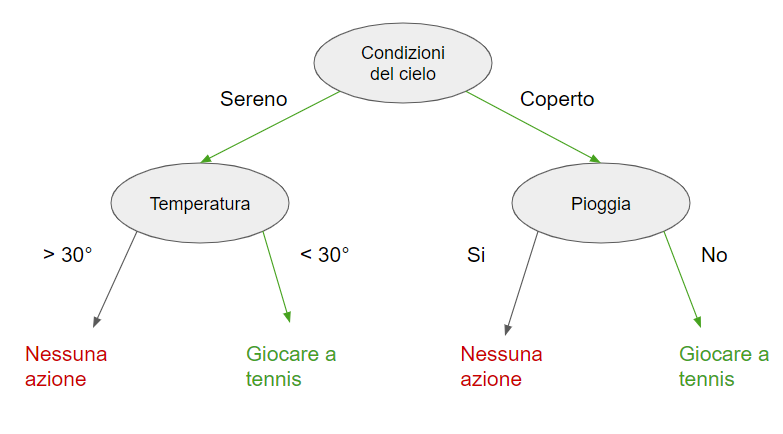 Condizioni
del cielo
Sereno
Coperto
Temperatura
Pioggia
> 30°
< 30°
Si
No
Nessuna
azione
Giocare a
tennis
Nessuna
azione
Giocare a
tennis